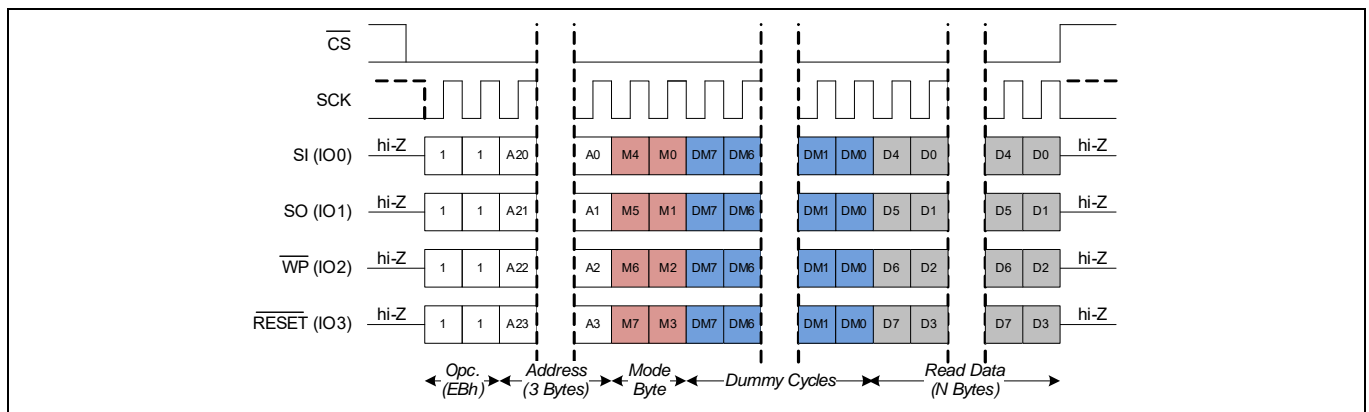 CS
SCK
SI (IO0) hi-Z 1 1 A20 A0 M4 M0 DM7 DM6 DM1 DM0 D4 D0 D4 D0 hi-Z
SO (IO1) hi-Z 1 1 A21 A1 M5 M1 DM7 DM6 DM1 DM0 D5 D1 D5 D1 hi-Z
WP (IO2) hi-Z 1 1 A22 A2 M6 M2 DM7 DM6 DM1 DM0 D6 D2 D6 D2 hi-Z
RESET (IO3) hi-Z 1 1 A23 A3 M7 M3 DM7 DM6 DM1 DM0 D7 D3 D7 D3 hi-Z
Opc. Address Mode Dummy Cycles Read Data
(EBh) (3 Bytes) Byte (N Bytes)